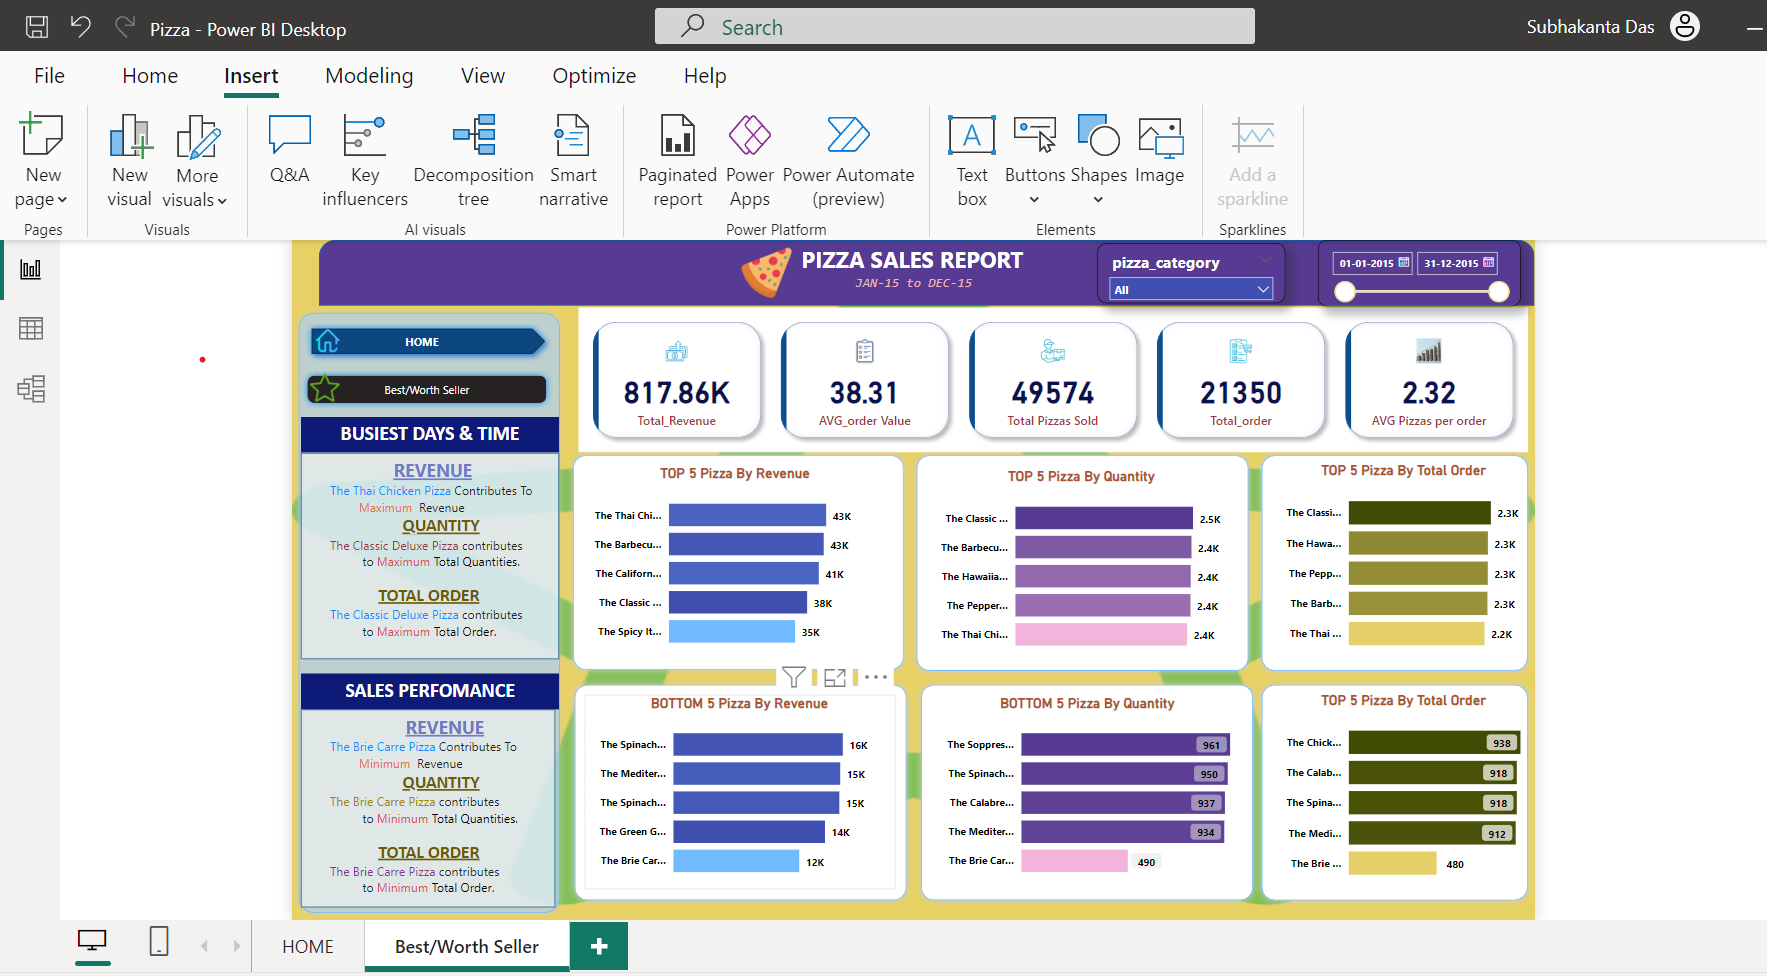 Pizza - Power BI Desktop
Search
Subhakanta Das
File Home Insert Modeling View Optimize Help
New page
Pages
New visual
More visuals
Visuals
Q&A
Key influencers
Decomposition tree
Smart narrative
AI visuals
Paginated report
Power Apps
Power Automate (preview)
Power Platform
Text box
Buttons
Shapes
Image
Elements
Add a sparkline
Sparklines
PIZZA SALES REPORT
JAN-15 to DEC-15
pizza_category
All
01-01-2015
31-12-2015
HOME
Best/Worth Seller
BUSIEST DAYS & TIME
REVENUE
The Thai Chicken Pizza Contributes To
Maximum Revenue
QUANTITY
The Classic Deluxe Pizza contributes
to Maximum Total Quantities.
TOTAL ORDER
The Classic Deluxe Pizza contributes
to Maximum Total Order.
SALES PERFOMANCE
REVENUE
The Brie Carre Pizza Contributes To
Minimum Revenue
QUANTITY
The Brie Carre Pizza contributes
to Minimum Total Quantities.
TOTAL ORDER
The Brie Carre Pizza contributes
to Minimum Total Order.
817.86K
Total_Revenue
38.31
AVG_order Value
49574
Total Pizzas Sold
21350
Total_order
2.32
AVG Pizzas per order
TOP 5 Pizza By Revenue
The Thai Chi... 43K
The Barbecu... 43K
The Californ... 41K
The Classic ... 38K
The Spicy It... 35K
TOP 5 Pizza By Quantity
The Classic ... 2.5K
The Barbecu... 2.4K
The Hawaiia... 2.4K
The Pepper... 2.4K
The Thai Chi... 2.4K
TOP 5 Pizza By Total Order
The Classi... 2.3K
The Hawa... 2.3K
The Pepp... 2.3K
The Barb... 2.3K
The Thai ... 2.2K
BOTTOM 5 Pizza By Revenue
The Spinach... 16K
The Mediter... 15K
The Spinach... 15K
The Green G... 14K
The Brie Car... 12K
BOTTOM 5 Pizza By Quantity
The Soppres... 961
The Spinach... 950
The Calabre... 937
The Mediter... 934
The Brie Car... 490
TOP 5 Pizza By Total Order
The Chick... 938
The Calab... 918
The Spina... 918
The Medi... 912
The Brie ... 480
HOME
Best/Worth Seller